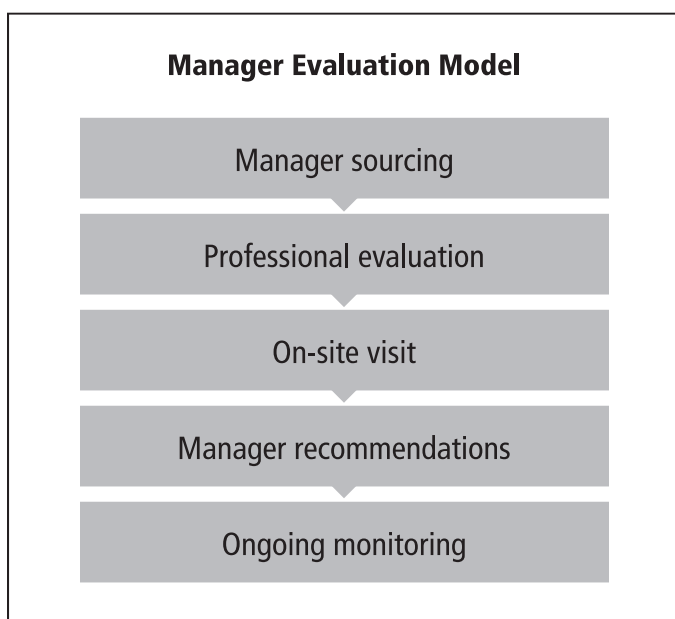 Manager Evaluation Model
Manager sourcing
Professional evaluation
On-site visit
Manager recommendations
Ongoing monitoring